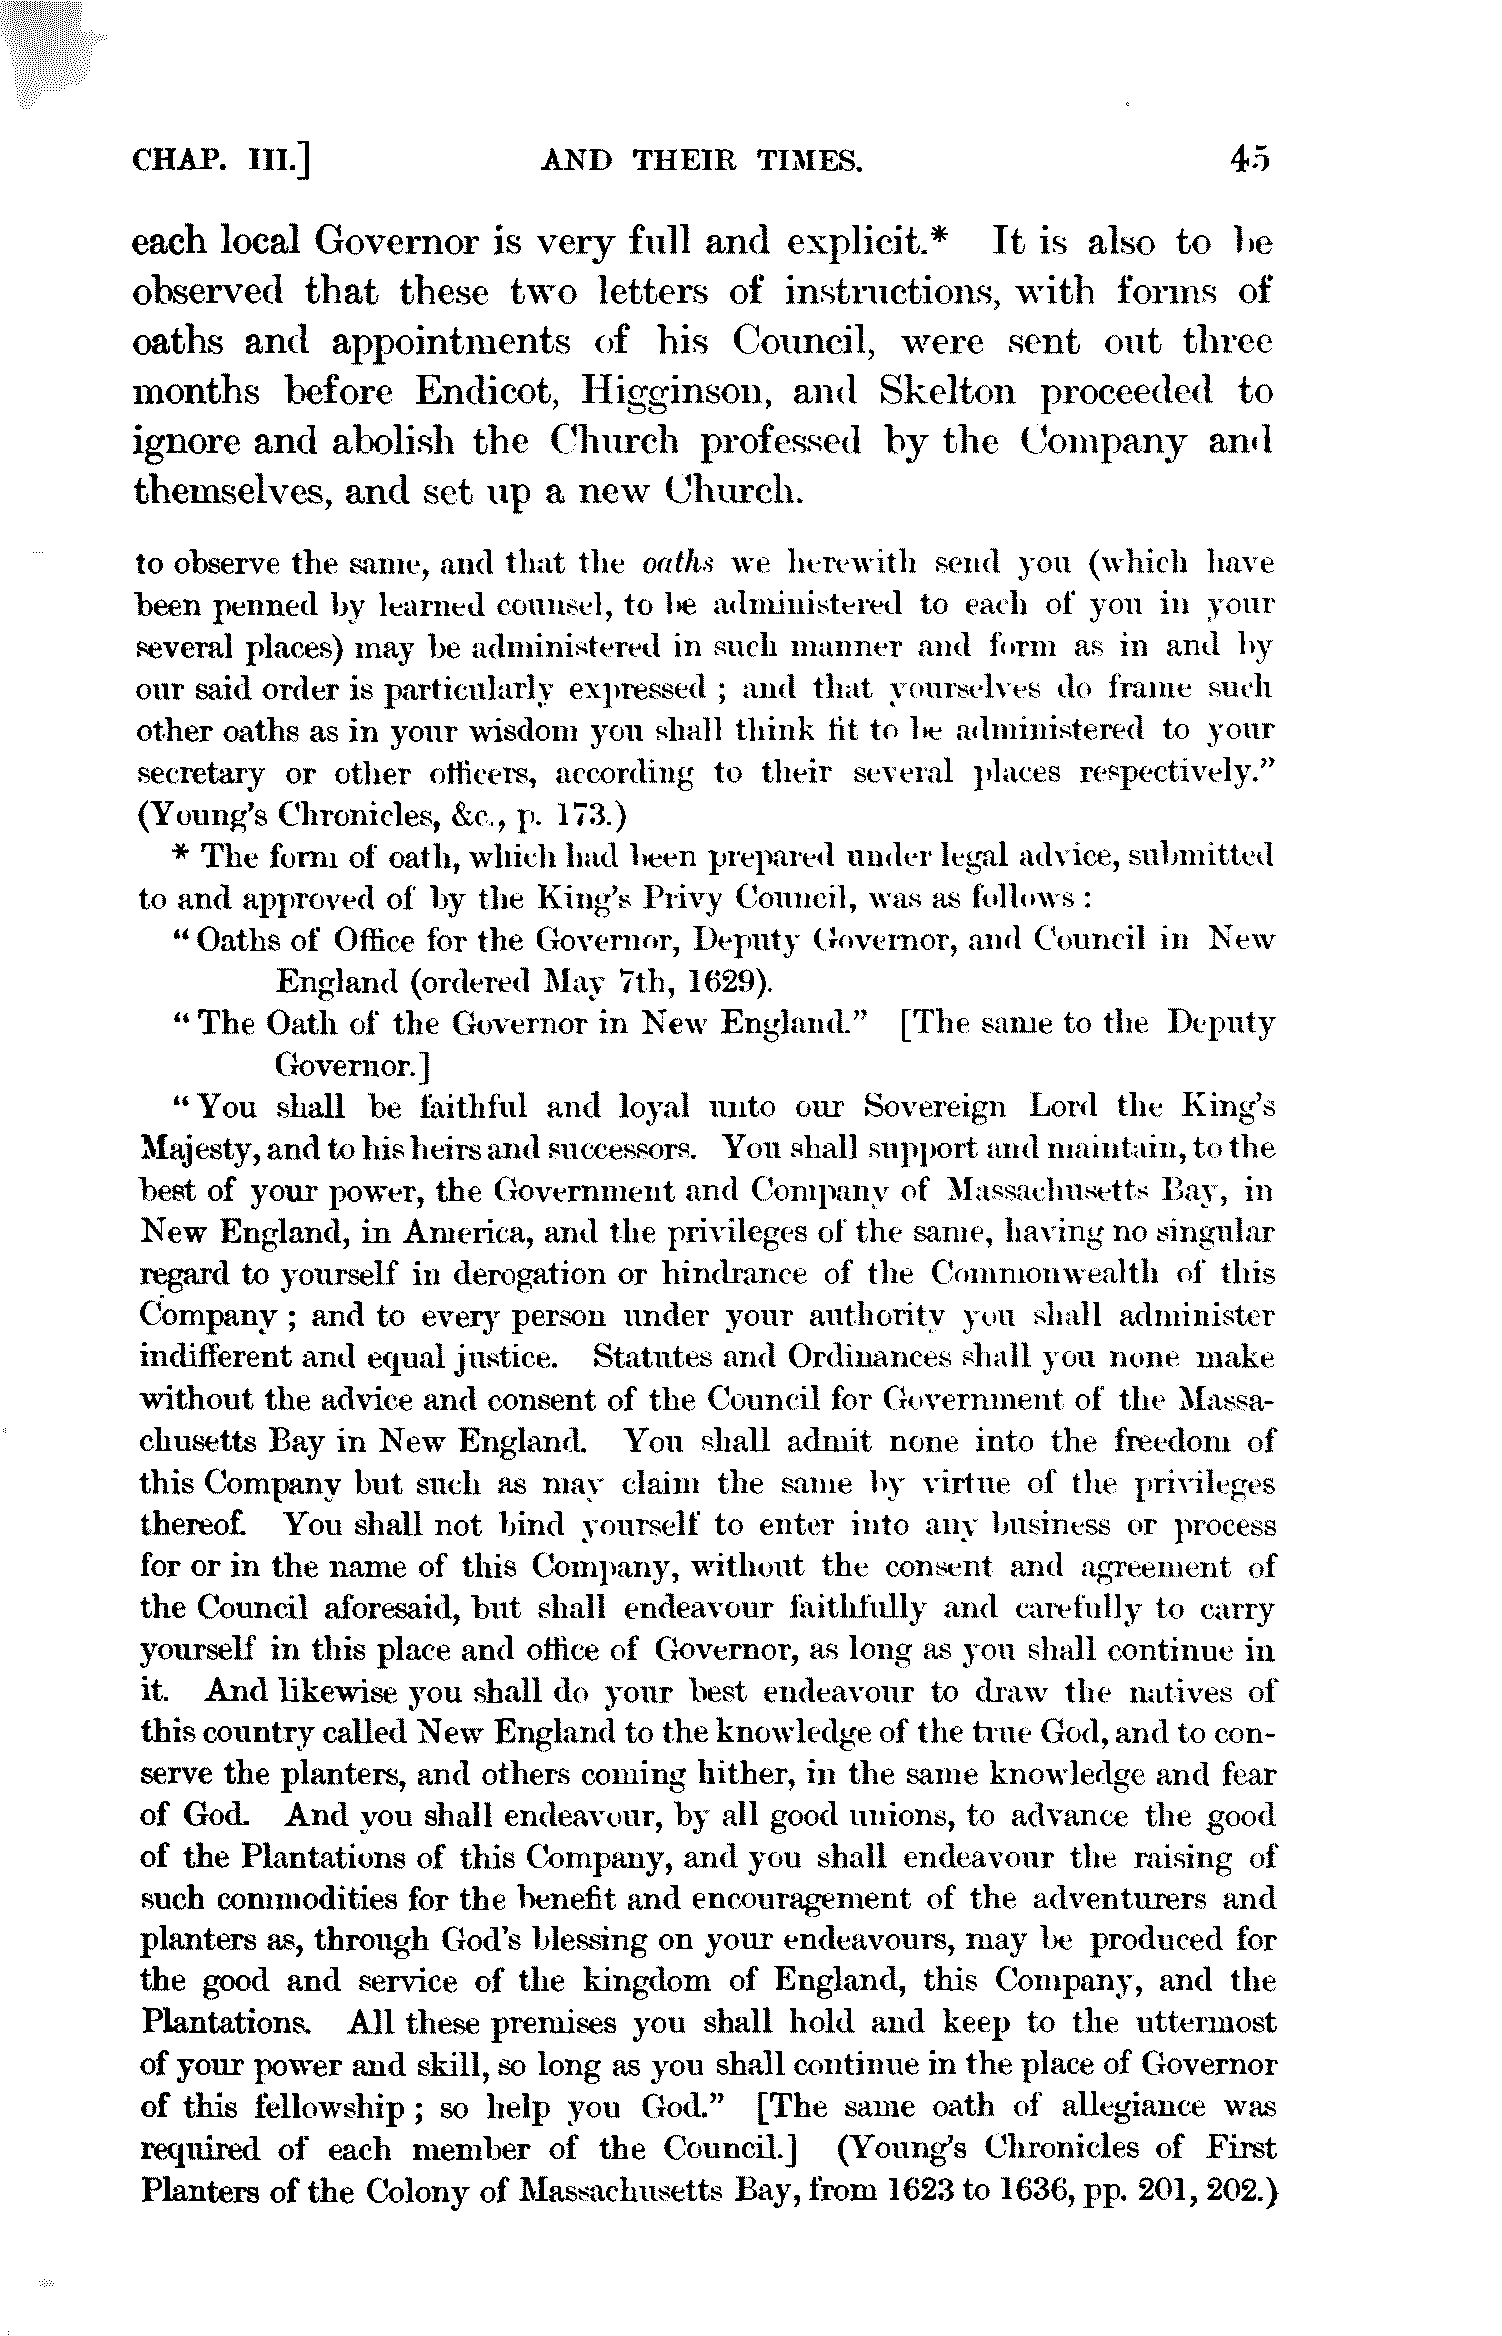 CHAP. III.] AND THEIR TIMES. 45
each local Governor is very full and explicit.* It is also to be
observed that these two letters of instructions, with forms of
oaths and appointments of his Council, were sent out three
months before Endicot, Higginson, and Skelton proceeded to
ignore and abolish the Church professed by the Company and
themselves, and set up a new Church.
to observe the same, and that the oaths we herewith send you (which have
been penned by learned counsel, to be administered to each of you in your
several places) may be administered in such manner and form as in and by
our said order is particularly expressed ; and that yourselves do frame such
other oaths as in your wisdom you shall think fit to be administered to your
secretary or other officers, according to their several places respectively.”
(Young’s Chronicles, &c., p. 173.)
* The form of oath, which had been prepared under legal advice, submitted
to and approved of by the King’s Privy Council, was as follows :
“ Oaths of Office for the Governor, Deputy Governor, and Council in New
England (ordered May 7th, 1629).
“ The Oath of the Governor in New England.” [The same to the Deputy
Governor.]
“ You shall be faithful and loyal unto our Sovereign Lord the King’s
Majesty, and to his heirs and successors. You shall support and maintain, to the
best of your power, the Government and Company of Massachusetts Bay, in
New England, in America, and the privileges of the same, having no singular
regard to yourself in derogation or hindrance of the Commonwealth of this
Company ; and to every person under your authority you shall administer
indifferent and equal justice. Statutes and Ordinances shall you none make
without the advice and consent of the Council for Government of the Massa-
chusetts Bay in New England. You shall admit none into the freedom of
this Company but such as may claim the same by virtue of the privileges
thereof. You shall not bind yourself to enter into any business or process
for or in the name of this Company, without the consent and agreement of
the Council aforesaid, but shall endeavour faithfully and carefully to carry
yourself in this place and office of Governor, as long as you shall continue in
it. And likewise you shall do your best endeavour to draw the natives of
this country called New England to the knowledge of the true God, and to con-
serve the planters, and others coming hither, in the same knowledge and fear
of God. And you shall endeavour, by all good unions, to advance the good
of the Plantations of this Company, and you shall endeavour the raising of
such commodities for the benefit and encouragement of the adventurers and
planters as, through God’s blessing on your endeavours, may be produced for
the good and service of the kingdom of England, this Company, and the
Plantations. All these premises you shall hold and keep to the uttermost
of your power and skill, so long as you shall continue in the place of Governor
of this fellowship ; so help you God.” [The same oath of allegiance was
required of each member of the Council.] (Young’s Chronicles of First
Planters of the Colony of Massachusetts Bay, from 1623 to 1636, pp. 201, 202.)